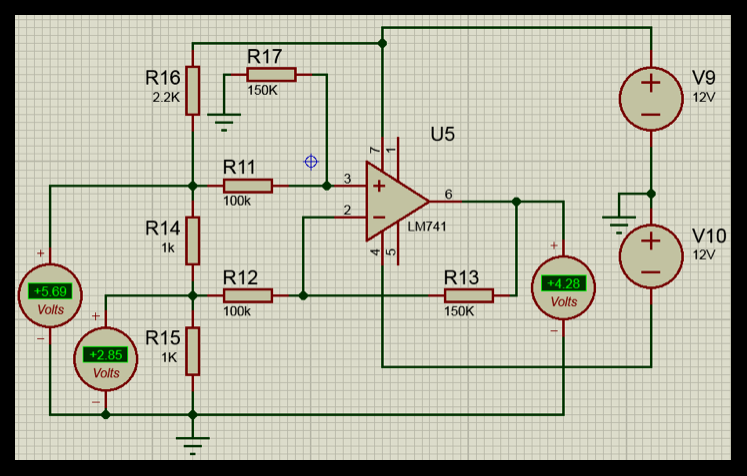 R17
150K
R16
2.2K
V9
12V
U5
7
1
R11
100k
3
6
2
LM741
R14
1k
4
5
V10
12V
R12
100k
R13
150K
+5.69
Volts
+4.28
Volts
R15
1K
+2.85
Volts